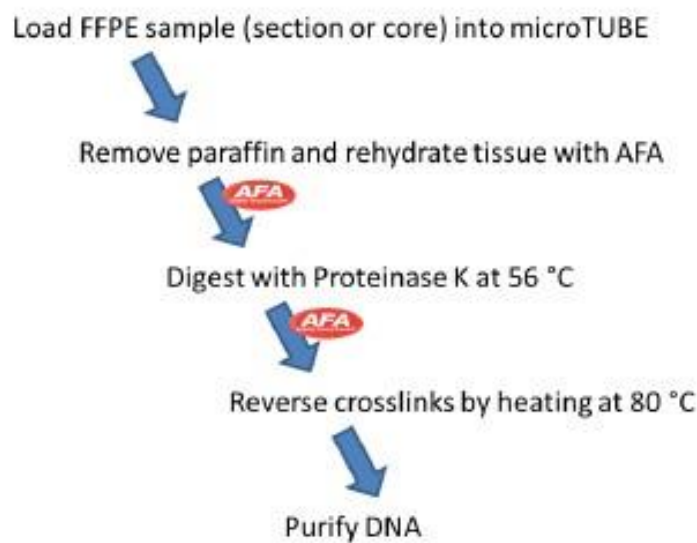 Load FFPE sample (section or core) into microTUBE
Remove paraffin and rehydrate tissue with AFA
AFA
Digest with Proteinase K at 56 °C
AFA
Reverse crosslinks by heating at 80 °C
Purify DNA